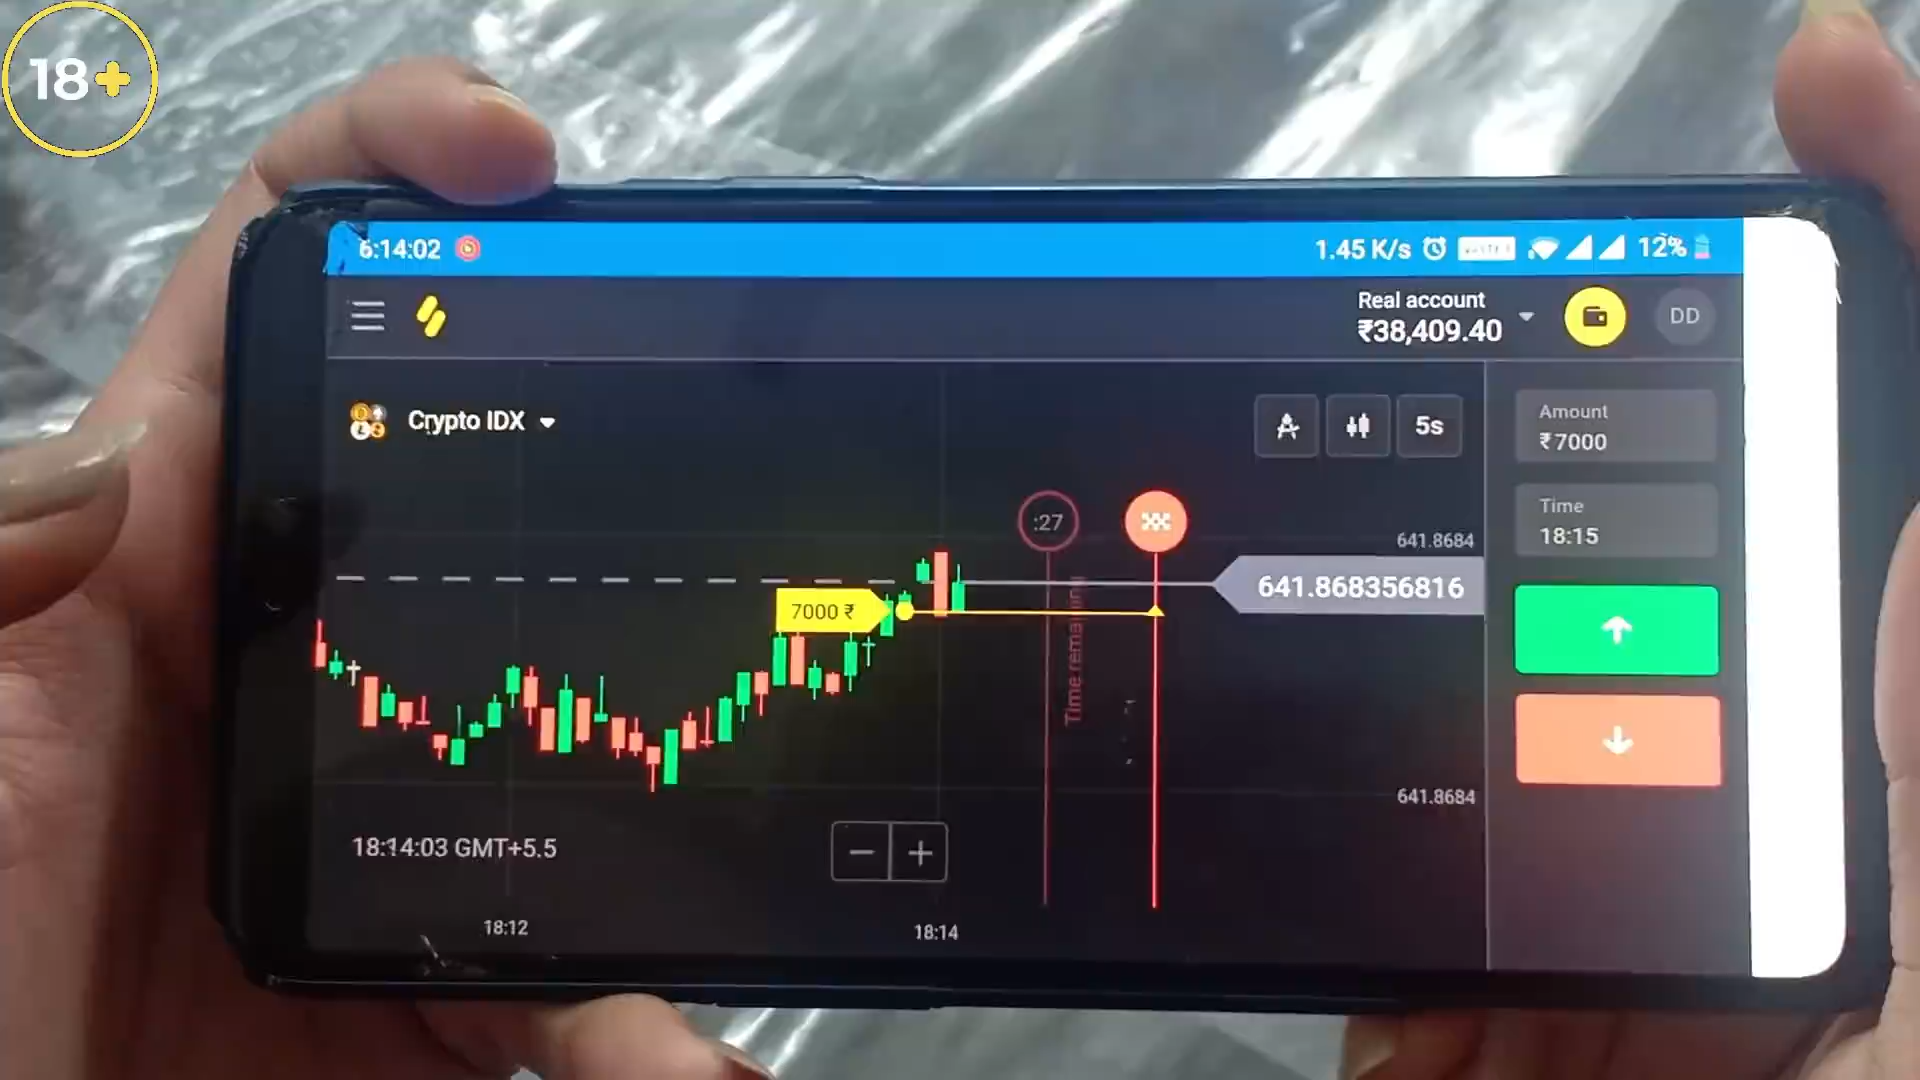 18+
6:14:02
1.45 K/s
12%
Real account
₹38,409.40
DD
Crypto IDX
5s
Amount
₹7000
Time
18:15
:27
641.8684
641.868356816
7000 ₹
Time remaining
641.8684
18:14:03 GMT+5.5
18:12
18:14